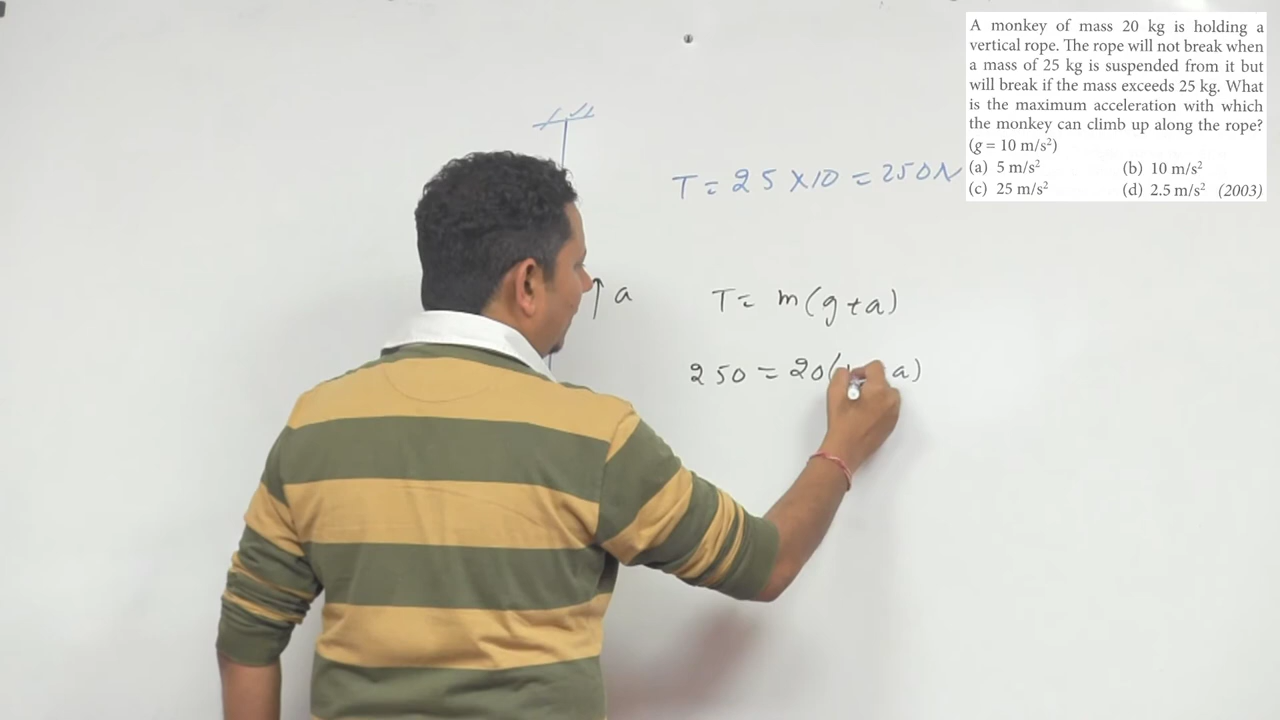 A monkey of mass 20 kg is holding a
vertical rope. The rope will not break when
a mass of 25 kg is suspended from it but
will break if the mass exceeds 25 kg. What
is the maximum acceleration with which
the monkey can climb up along the rope?
(g = 10 m/s²)
(a) 5 m/s² (b) 10 m/s²
(c) 25 m/s² (d) 2.5 m/s² (2003)
T = 25 × 10 = 250N
a
T = m(g + a)
250 = 20( a)